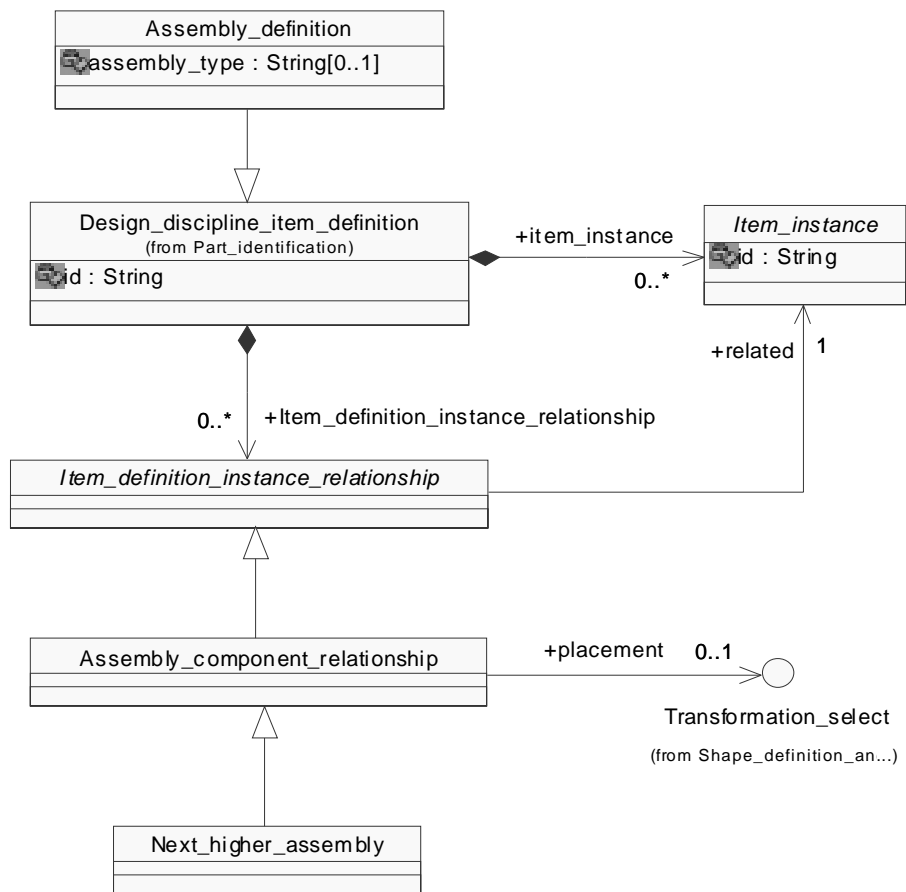 Assembly_definition
assembly_type : String[0..1]
Design_discipline_item_definition
(from Part_identification)
id : String
+item_instance
0..*
Item_instance
id : String
+related
1
0..*
+Item_definition_instance_relationship
Item_definition_instance_relationship
Assembly_component_relationship
+placement
0..1
Transformation_select
(from Shape_definition_an...)
Next_higher_assembly